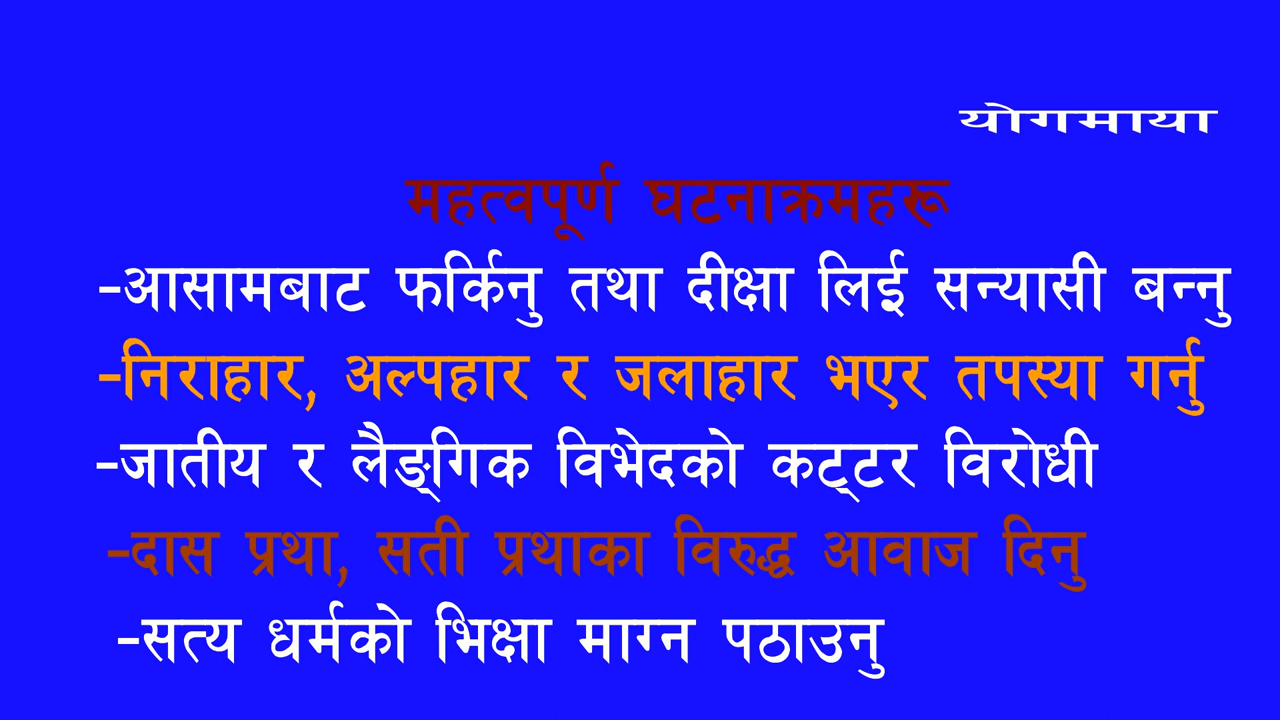 योगमाया
महत्वपूर्ण घटनाक्रमहरू
-आसामबाट फर्किनु तथा दीक्षा लिई सन्यासी बन्नु
-निराहार, अल्पहार र जलाहार भएर तपस्या गर्नु
-जातीय र लैङ्गिक विभेदको कट्टर विरोधी
-दास प्रथा, सती प्रथाका विरुद्ध आवाज दिनु
-सत्य धर्मको भिक्षा माग्न पठाउनु